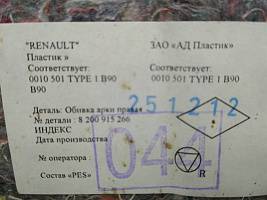 "RENAULT"
Пластик »
Соответствует:
0010 501 TYPE 1 B90
B90
ЗАО «АД Пластик»
Соответствует:
0010 501 TYPE 1 B90
Деталь: Обивка арки правая
251212
№ детали : 8 200 915 266
ИНДЕКС
Дата производства :
044
№ оператора :
R
Состав «PES»